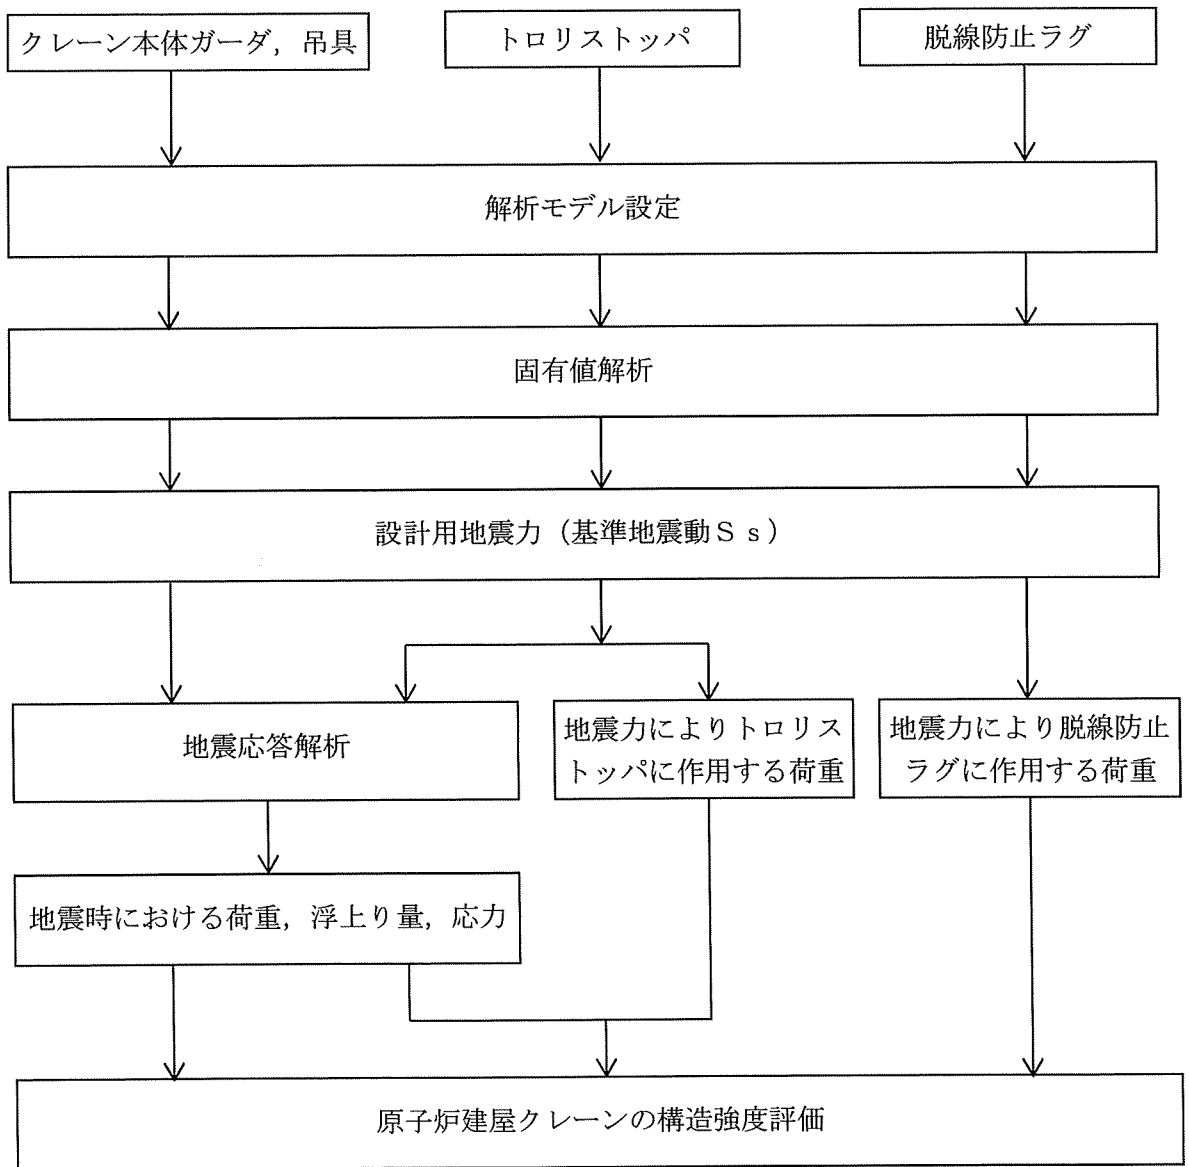 クレーン本体ガーダ，吊具
トロリストッパ
脱線防止ラグ
解析モデル設定
固有値解析
設計用地震力（基準地震動Ｓｓ）
地震応答解析
地震力によりトロリス
トッパに作用する荷重
地震力により脱線防止
ラグに作用する荷重
地震時における荷重，浮上り量，応力
原子炉建屋クレーンの構造強度評価